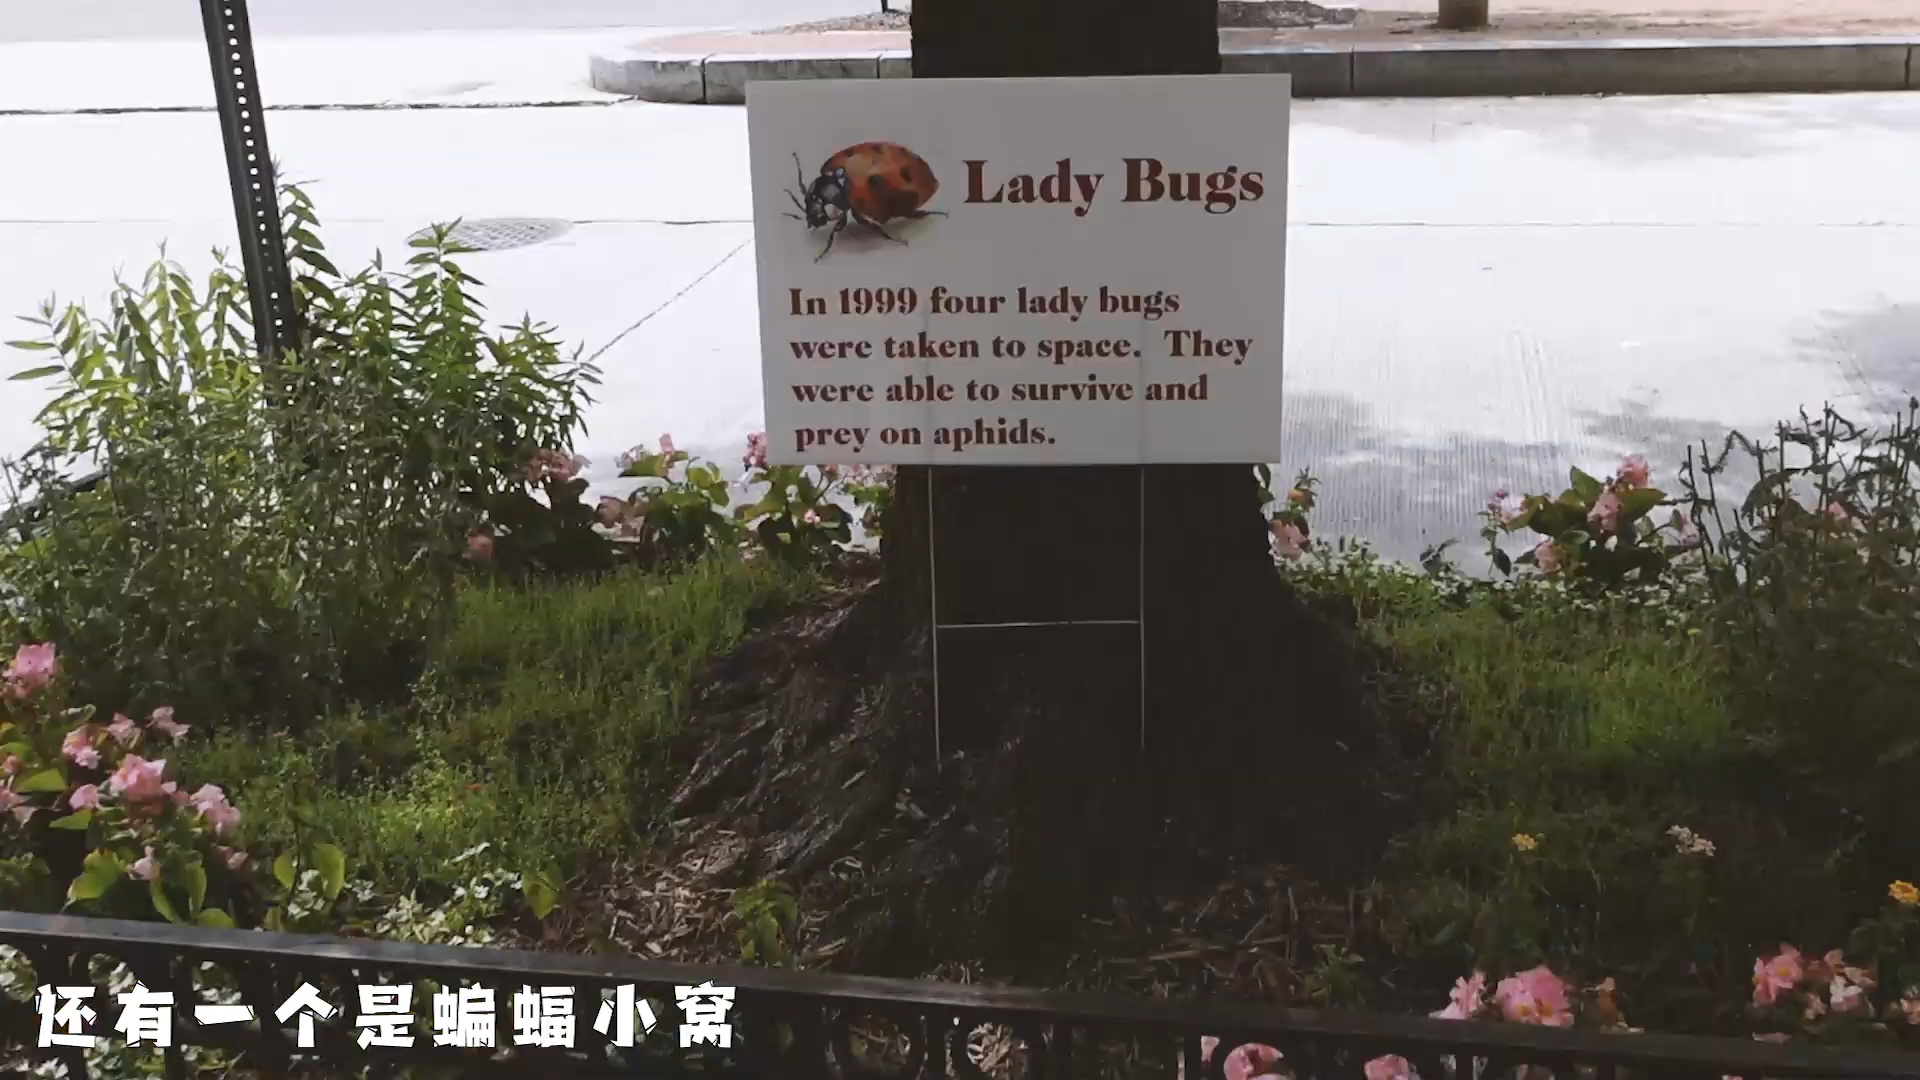 Lady Bugs
In 1999 four lady bugs
were taken to space. They
were able to survive and
prey on aphids.
还有一个是蝙蝠小窝